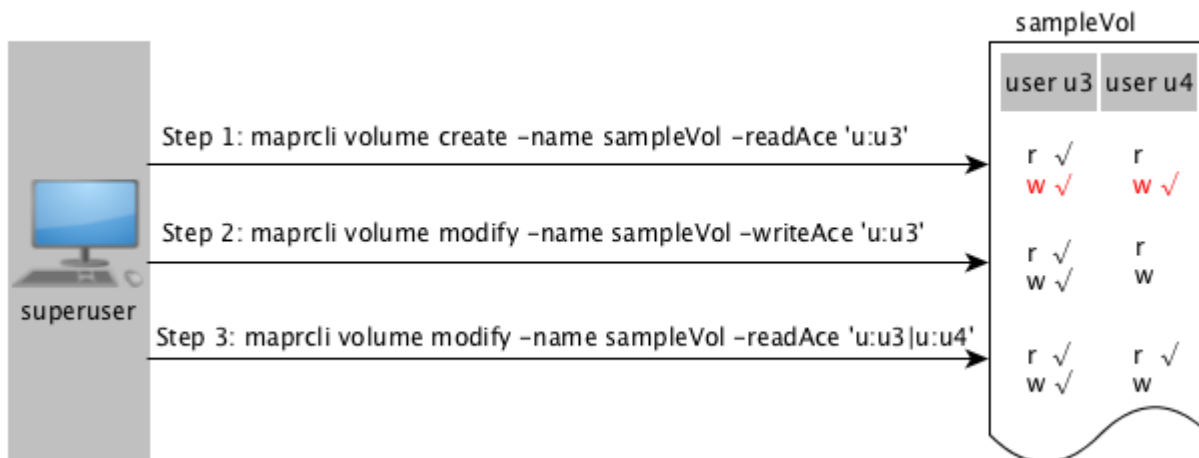 sampleVol
user u3 user u4
Step 1: maprcli volume create –name sampleVol –readAce 'u:u3'
r √ r
w √ w √
Step 2: maprcli volume modify –name sampleVol –writeAce 'u:u3'
r √ r
w √ w
superuser
Step 3: maprcli volume modify –name sampleVol –readAce 'u:u3|u:u4'
r √ r √
w √ w